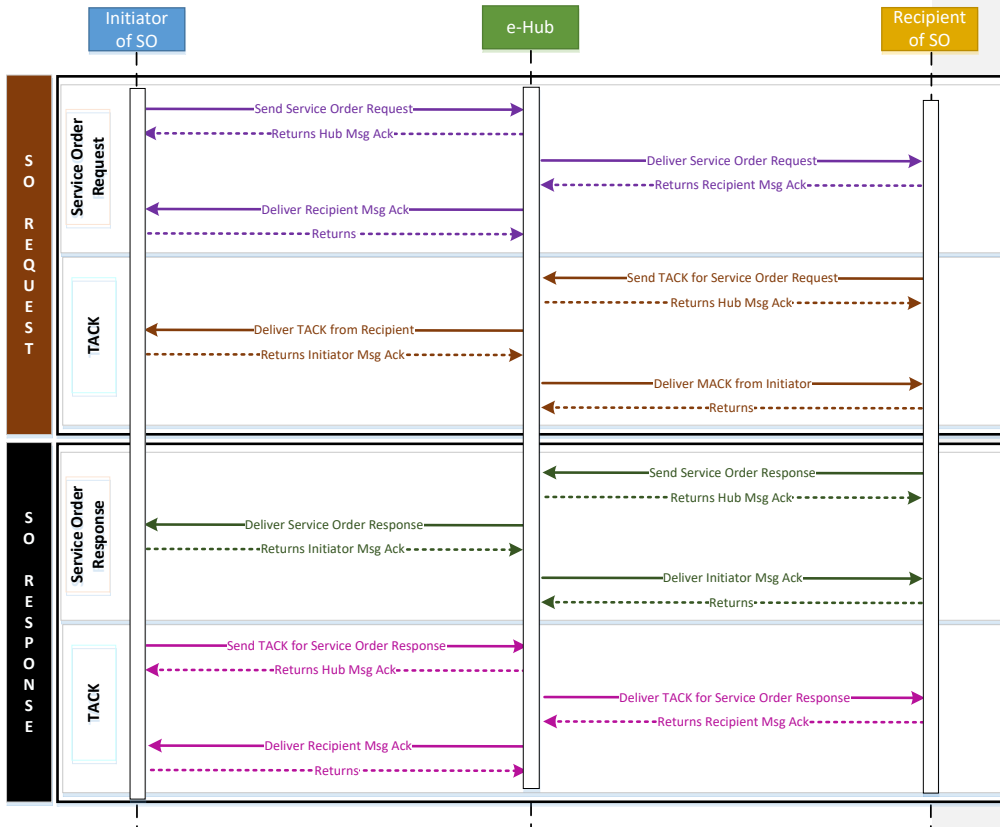 Initiator
of SO
e-Hub
Recipient
of SO
SO REQUEST
Service Order
Request
Send Service Order Request
Returns Hub Msg Ack
Deliver Service Order Request
Returns Recipient Msg Ack
Deliver Recipient Msg Ack
Returns
TACK
Send TACK for Service Order Request
Returns Hub Msg Ack
Deliver TACK from Recipient
Returns Initiator Msg Ack
Deliver MACK from Initiator
Returns
SO RESPONSE
Service Order
Response
Send Service Order Response
Returns Hub Msg Ack
Deliver Service Order Response
Returns Initiator Msg Ack
Deliver Initiator Msg Ack
Returns
TACK
Send TACK for Service Order Response
Returns Hub Msg Ack
Deliver TACK for Service Order Response
Returns Recipient Msg Ack
Deliver Recipient Msg Ack
Returns